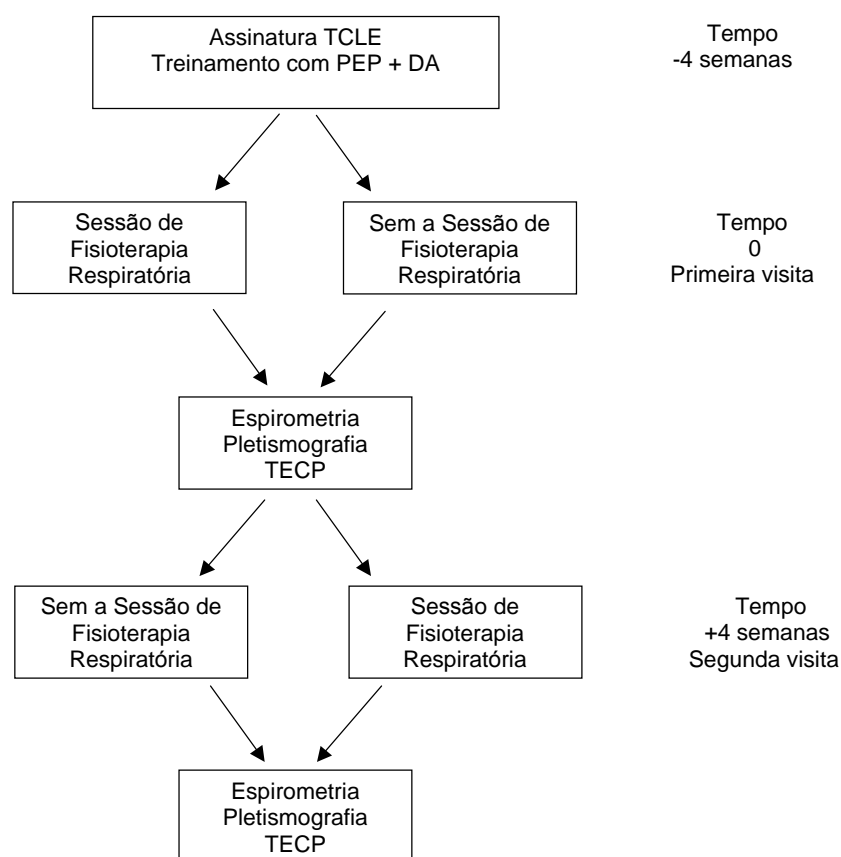 Assinatura TCLE
Treinamento com PEP + DA
Tempo
-4 semanas
Sessão de
Fisioterapia
Respiratória
Sem a Sessão de
Fisioterapia
Respiratória
Tempo
0
Primeira visita
Espirometria
Pletismografia
TECP
Sem a Sessão de
Fisioterapia
Respiratória
Sessão de
Fisioterapia
Respiratória
Tempo
+4 semanas
Segunda visita
Espirometria
Pletismografia
TECP